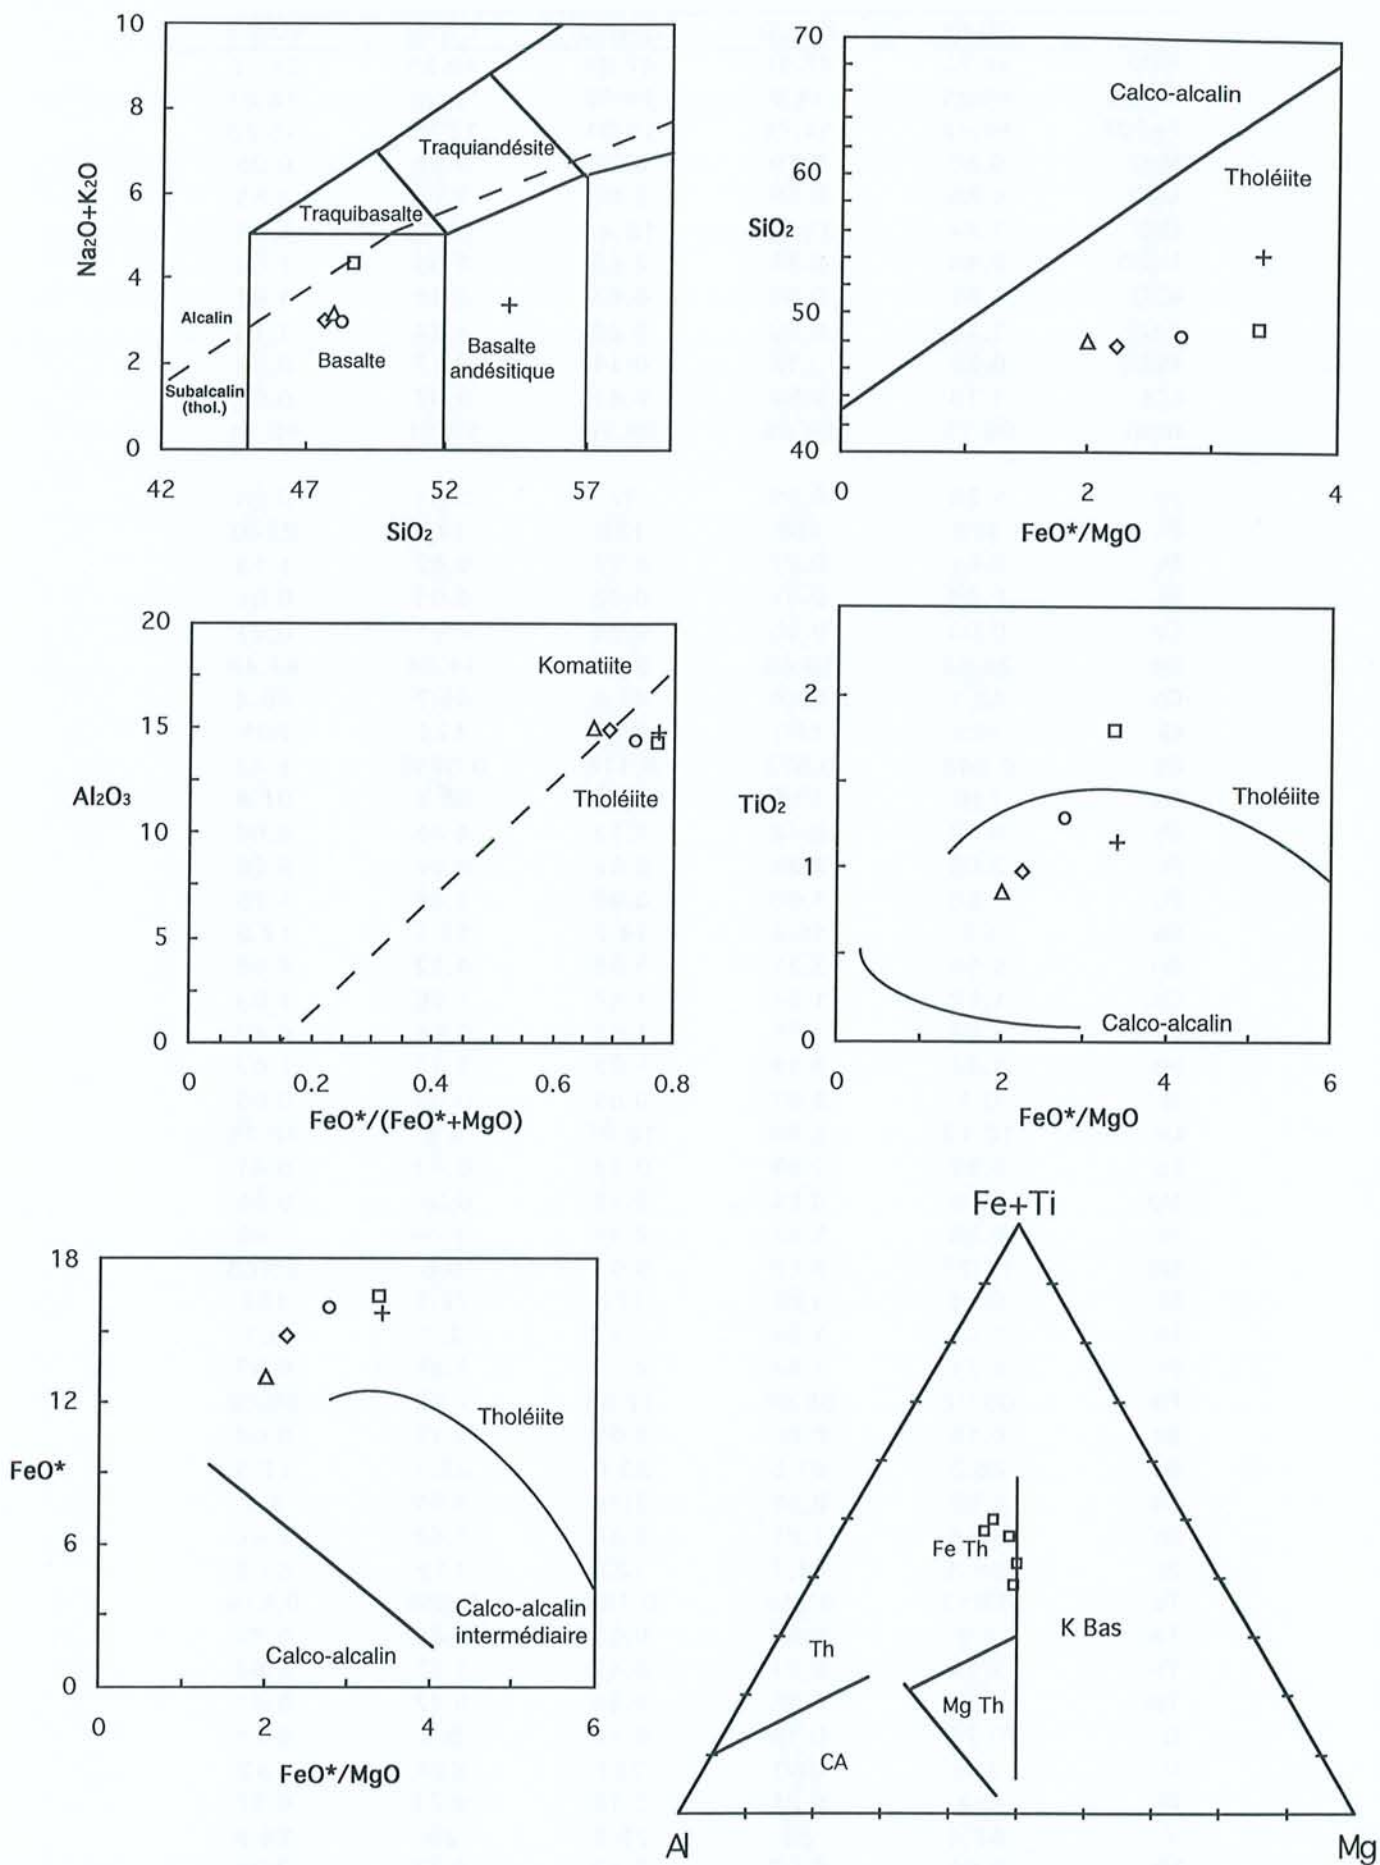 10
8
6
4
2
0
Na₂O+K₂O
Traquiandésite
Traquibasalte
Alcalin
Subalcalin
(thol.)
Basalte
Basalte
andésitique
42
47
52
57
SiO₂
70
60
50
40
SiO₂
Calco-alcalin
Tholéiite
0
2
4
FeO*/MgO
20
15
10
5
0
Al₂O₃
Komatiite
Tholéiite
0
0.2
0.4
0.6
0.8
FeO*/(FeO*+MgO)
2
1
0
TiO₂
Tholéiite
Calco-alcalin
0
2
4
6
FeO*/MgO
18
12
6
0
FeO*
Tholéiite
Calco-alcalin
intermédiaire
Calco-alcalin
0
2
4
6
FeO*/MgO
Fe+Ti
Fe Th
K Bas
Th
Mg Th
CA
Al
Mg